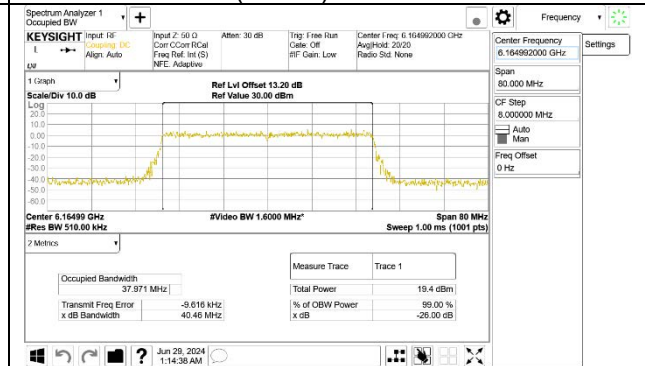 Spectrum Analyzer 1
Occupied BW
Frequency
KEYSIGHT
Input: RF
Coupling: DC
Align: Auto
Input Z: 50 Ω
Corr CCorr RCal
Freq Ref: Int (S)
NFE: Adaptive
Atten: 30 dB
Trig: Free Run
Gate: Off
#IF Gain: Low
Center Freq: 6.164992000 GHz
Avg|Hold: 20/20
Radio Std: None
Center Frequency
6.164992000 GHz
Settings
Span
80.000 MHz
CF Step
8.000000 MHz
Auto
Man
Freq Offset
0 Hz
1 Graph
Scale/Div 10.0 dB
Ref Lvl Offset 13.20 dB
Ref Value 30.00 dBm
Log
20.0
10.0
0.00
-10.0
-20.0
-30.0
-40.0
-50.0
-60.0
Center 6.16499 GHz
#Video BW 1.6000 MHz*
Span 80 MHz
#Res BW 510.00 kHz
Sweep 1.00 ms (1001 pts)
2 Metrics
Measure Trace
Trace 1
Occupied Bandwidth
37.971 MHz
Total Power
19.4 dBm
Transmit Freq Error
-9.616 kHz
% of OBW Power
99.00 %
x dB Bandwidth
40.46 MHz
x dB
-26.00 dB
?
Jun 29, 2024
1:14:38 AM